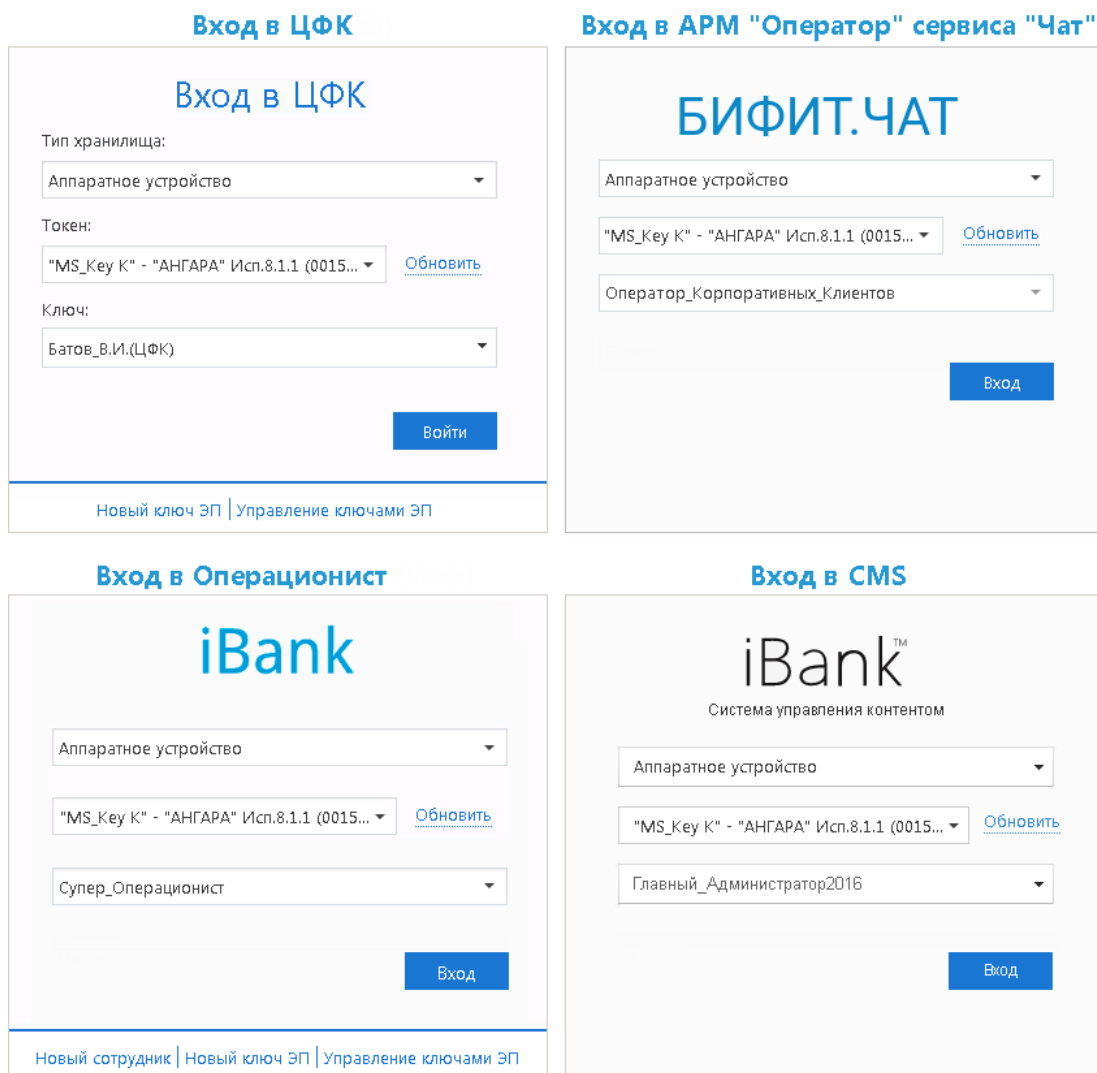 Вход в ЦФК
Вход в ЦФК
Тип хранилища:
Аппаратное устройство
Токен:
"MS_Key K" - "АНГАРА" Исп.8.1.1 (0015... Обновить
Ключ:
Батов_В.И.(ЦФК)
Войти
Новый ключ ЭП | Управление ключами ЭП
Вход в АРМ "Оператор" сервиса "Чат"
БИФИТ.ЧАТ
Аппаратное устройство
"MS_Key K" - "АНГАРА" Исп.8.1.1 (0015... Обновить
Оператор_Корпоративных_Клиентов
Вход
Вход в Операционист
iBank
Аппаратное устройство
"MS_Key K" - "АНГАРА" Исп.8.1.1 (0015... Обновить
Супер_Операционист
Вход
Новый сотрудник | Новый ключ ЭП | Управление ключами ЭП
Вход в CMS
iBank™
Система управления контентом
Аппаратное устройство
"MS_Key K" - "АНГАРА" Исп.8.1.1 (0015... Обновить
Главный_Администратор2016
Вход